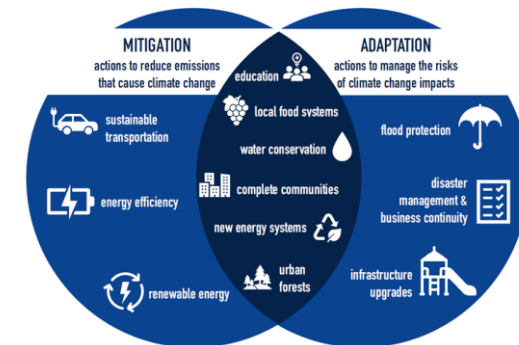 MITIGATION
actions to reduce emissions
that cause climate change
sustainable
transportation
energy efficiency
renewable energy
education
local food systems
water conservation
complete communities
new energy systems
urban
forests
ADAPTATION
actions to manage the risks
of climate change impacts
flood protection
disaster
management &
business continuity
infrastructure
upgrades